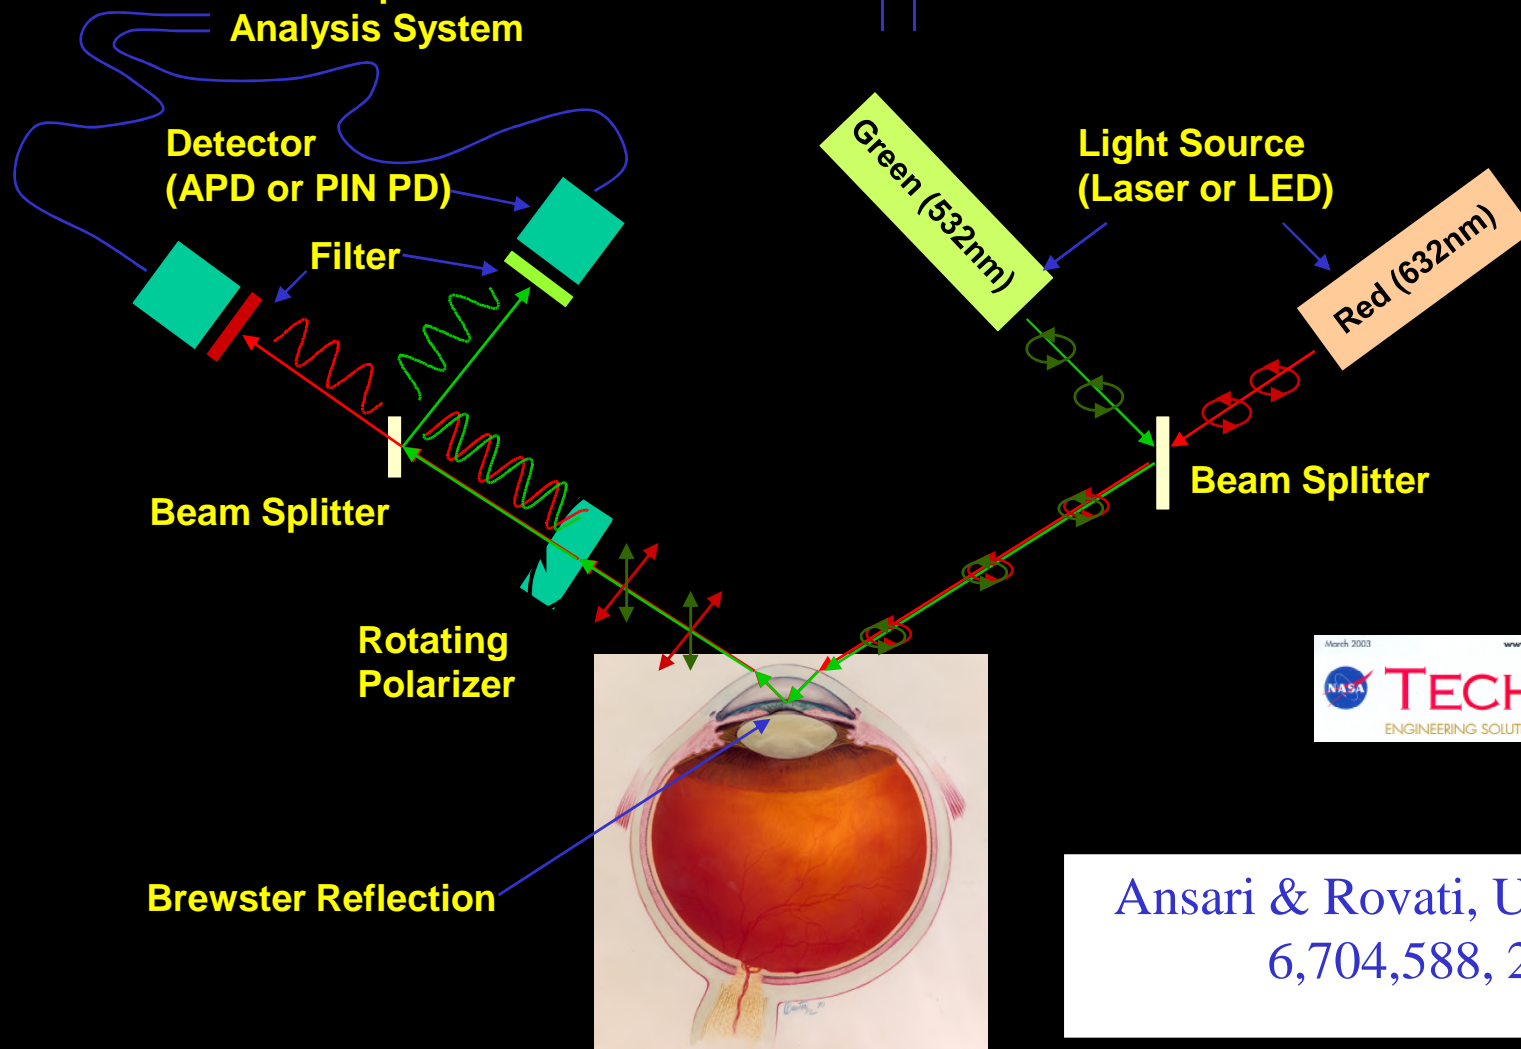 Analysis System
Detector
(APD or PIN PD)
Filter
Green (532nm)
Light Source
(Laser or LED)
Red (632nm)
Beam Splitter
Beam Splitter
Rotating
Polarizer
March 2003
NASA TECH
ENGINEERING
Brewster Reflection
Ansari & Rovati, U
6,704,588, 2